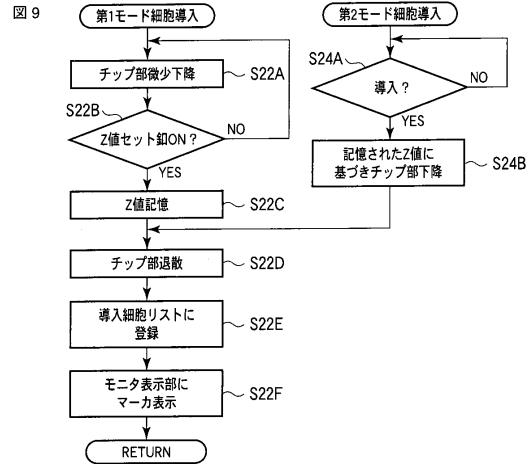 図9
第1モード細胞導入
チップ部微少下降
S22A
S22B
Z値セット釦ON？
NO
YES
Z値記憶
S22C
チップ部退散
S22D
導入細胞リストに
登録
S22E
モニタ表示部に
マーカ表示
S22F
RETURN
第2モード細胞導入
S24A
導入？
NO
YES
記憶されたZ値に
基づきチップ部下降
S24B